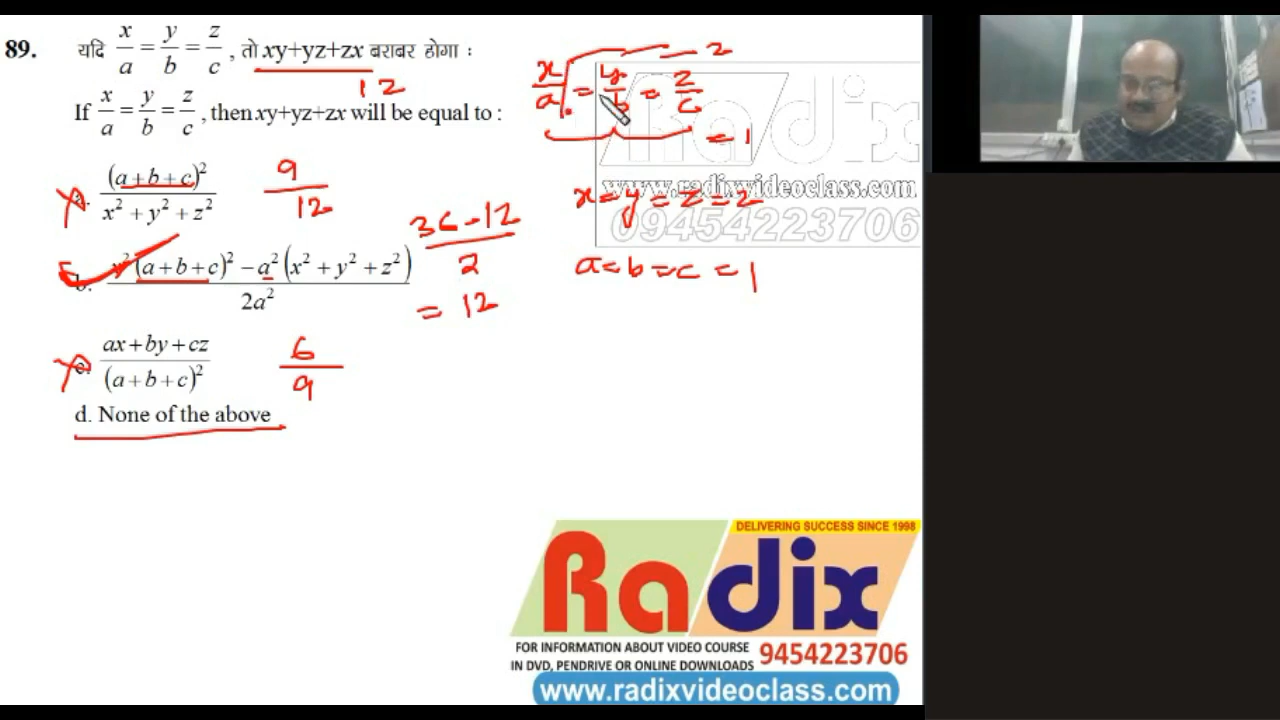 89. यदि x/a = y/b = z/c , तो xy+yz+zx बराबर होगा :
12
If x/a = y/b = z/c , then xy+yz+zx will be equal to :
a. (a+b+c)² / x² + y² + z²
9/12
b. x²(a+b+c)² − a²(x² + y² + z²) / 2a²
36-12/2
= 12
c. ax+by+cz / (a+b+c)²
6/9
d. None of the above
x/a = y/b = z/c
2
= 1
x=y=z=2
a=b=c=1
Radix
www.radixvideoclass.com
09454223706
DELIVERING SUCCESS SINCE 1998
Radix
FOR INFORMATION ABOUT VIDEO COURSE
IN DVD, PENDRIVE OR ONLINE DOWNLOADS 9454223706
www.radixvideoclass.com